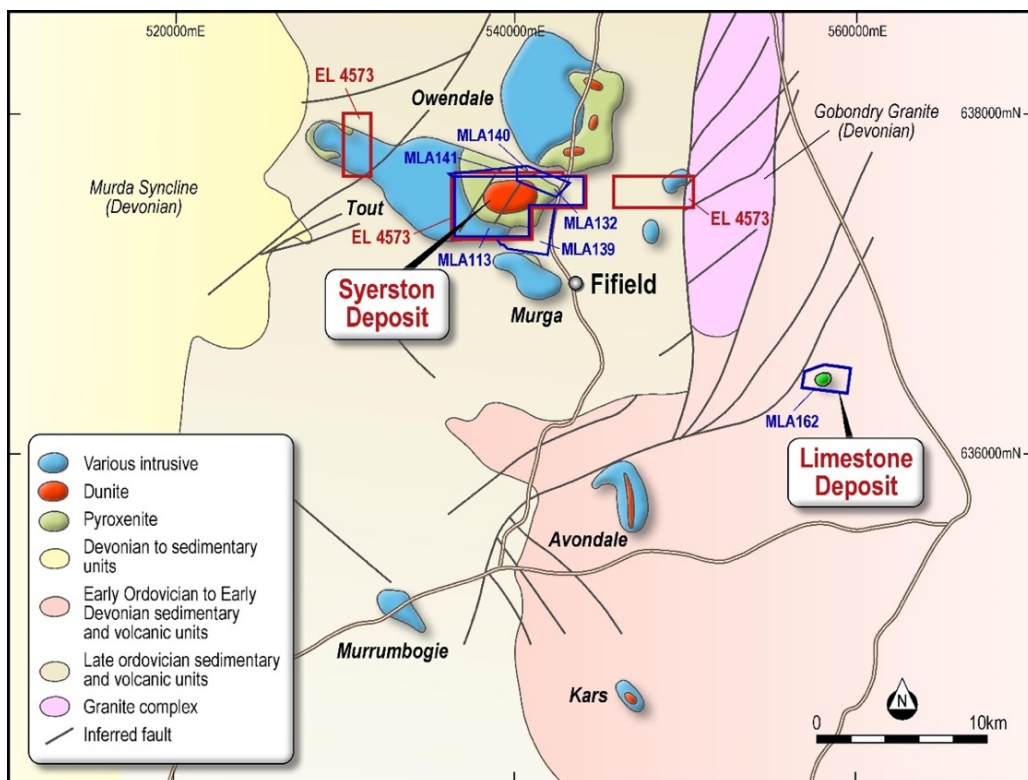 520000mE
540000mE
560000mE
EL 4573
Owendale
638000mN
Gobondry Granite
(Devonian)
MLA140
MLA141
Murda Syncline
(Devonian)
Tout
EL 4573
MLA132
EL 4573
MLA113
MLA139
Syerston
Deposit
Fifield
Murga
MLA162
Limestone
Deposit
636000mN
Various intrusive
Dunite
Pyroxenite
Devonian to sedimentary
units
Early Ordovician to Early
Devonian sedimentary
and volcanic units
Late ordovician sedimentary
and volcanic units
Granite complex
Inferred fault
Avondale
Murrumbogie
Kars
N
0
10km